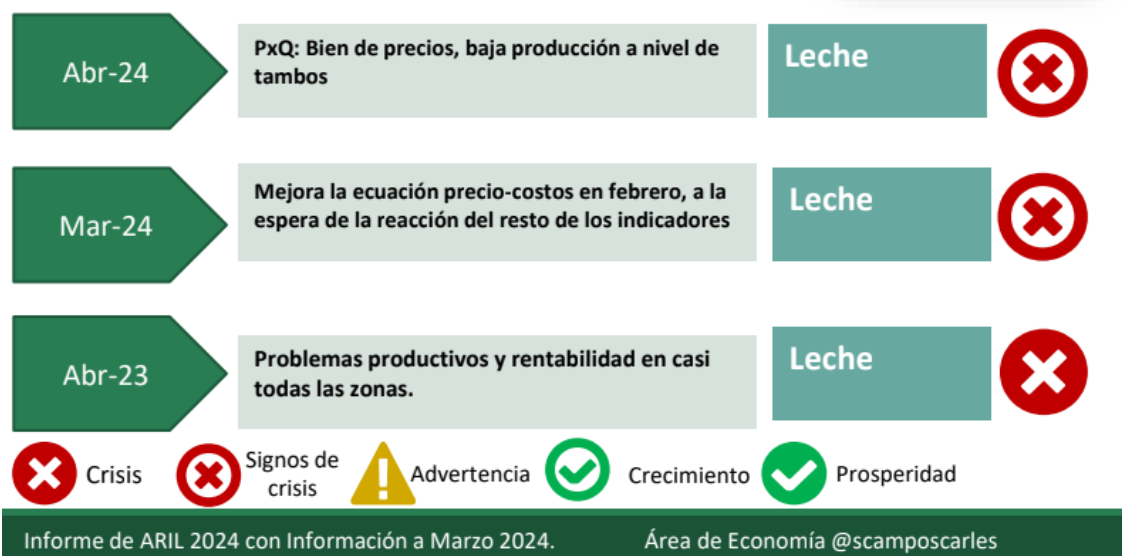 Abr-24
PxQ: Bien de precios, baja producción a nivel de
tambos
Leche
Mar-24
Mejora la ecuación precio-costos en febrero, a la
espera de la reacción del resto de los indicadores
Leche
Abr-23
Problemas productivos y rentabilidad en casi
todas las zonas.
Leche
Crisis
Signos de
crisis
Advertencia
Crecimiento
Prosperidad
Informe de ARIL 2024 con Información a Marzo 2024.
Área de Economía @scamposcarles